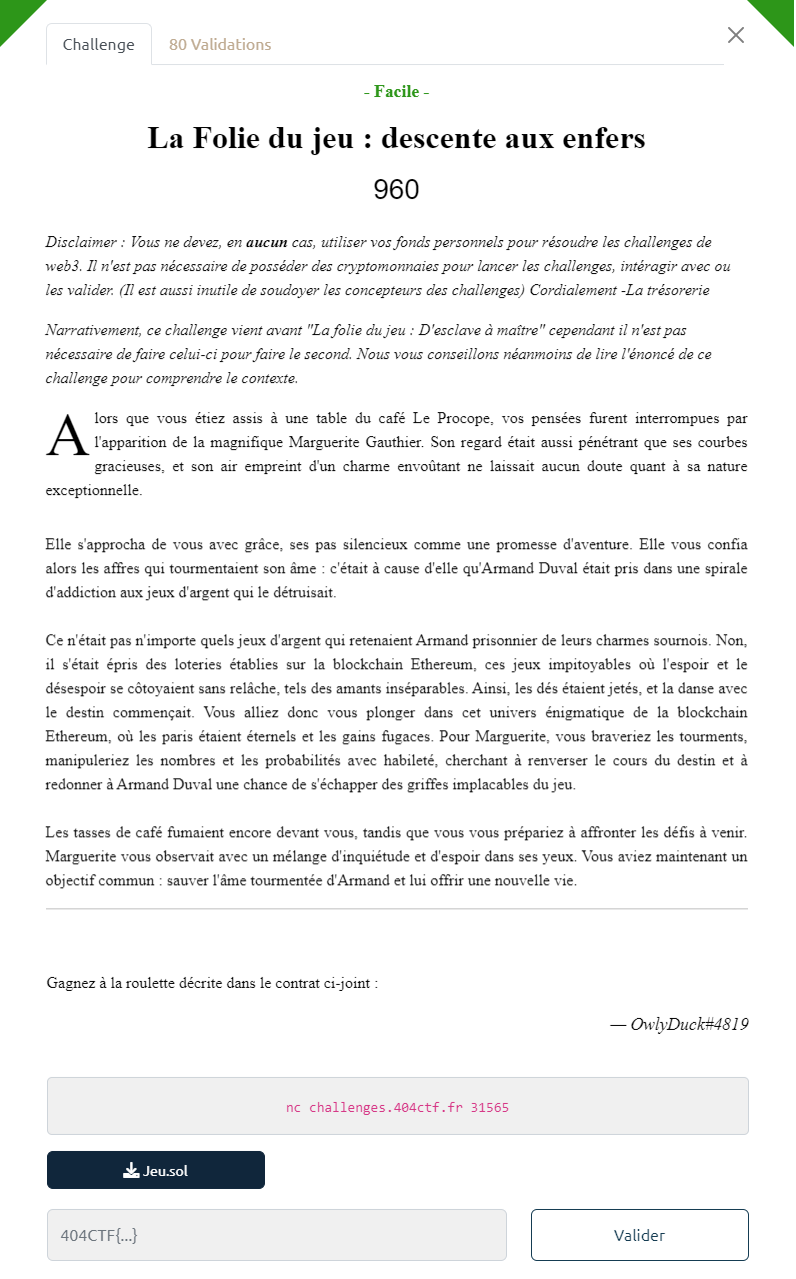 Challenge
80 Validations
- Facile -
La Folie du jeu : descente aux enfers
960
Disclaimer : Vous ne devez, en aucun cas, utiliser vos fonds personnels pour résoudre les challenges de
web3. Il n'est pas nécessaire de posséder des cryptomonnaies pour lancer les challenges, intéragir avec ou
les valider. (Il est aussi inutile de soudoyer les concepteurs des challenges) Cordialement -La trésorerie
Narrativement, ce challenge vient avant "La folie du jeu : D'esclave à maître" cependant il n'est pas
nécessaire de faire celui-ci pour faire le second. Nous vous conseillons néanmoins de lire l'énoncé de ce
challenge pour comprendre le contexte.
Alors que vous étiez assis à une table du café Le Procope, vos pensées furent interrompues par
l'apparition de la magnifique Marguerite Gauthier. Son regard était aussi pénétrant que ses courbes
gracieuses, et son air empreint d'un charme envoûtant ne laissait aucun doute quant à sa nature
exceptionnelle.
Elle s'approcha de vous avec grâce, ses pas silencieux comme une promesse d'aventure. Elle vous confia
alors les affres qui tourmentaient son âme : c'était à cause d'elle qu'Armand Duval était pris dans une spirale
d'addiction aux jeux d'argent qui le détruisait.
Ce n'était pas n'importe quels jeux d'argent qui retenaient Armand prisonnier de leurs charmes sournois. Non,
il s'était épris des loteries établies sur la blockchain Ethereum, ces jeux impitoyables où l'espoir et le
désespoir se côtoyaient sans relâche, tels des amants inséparables. Ainsi, les dés étaient jetés, et la danse avec
le destin commençait. Vous alliez donc vous plonger dans cet univers énigmatique de la blockchain
Ethereum, où les paris étaient éternels et les gains fugaces. Pour Marguerite, vous braveriez les tourments,
manipuleriez les nombres et les probabilités avec habileté, cherchant à renverser le cours du destin et à
redonner à Armand Duval une chance de s'échapper des griffes implacables du jeu.
Les tasses de café fumaient encore devant vous, tandis que vous vous prépariez à affronter les défis à venir.
Marguerite vous observait avec un mélange d'inquiétude et d'espoir dans ses yeux. Vous aviez maintenant un
objectif commun : sauver l'âme tourmentée d'Armand et lui offrir une nouvelle vie.
Gagnez à la roulette décrite dans le contrat ci-joint :
— OwlyDuck#4819
nc challenges.404ctf.fr 31565
Jeu.sol
404CTF{...}
Valider